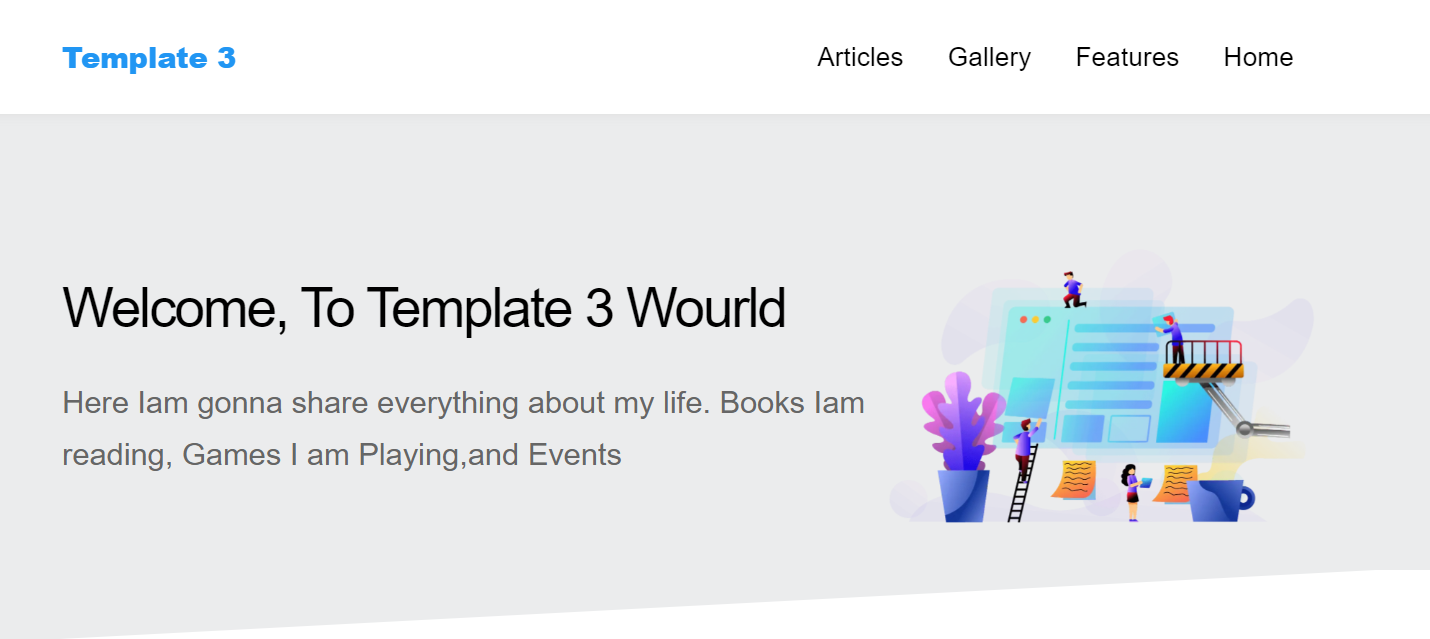 Template 3
Articles Gallery Features Home
Welcome, To Template 3 Wourld
Here Iam gonna share everything about my life. Books Iam
reading, Games I am Playing,and Events